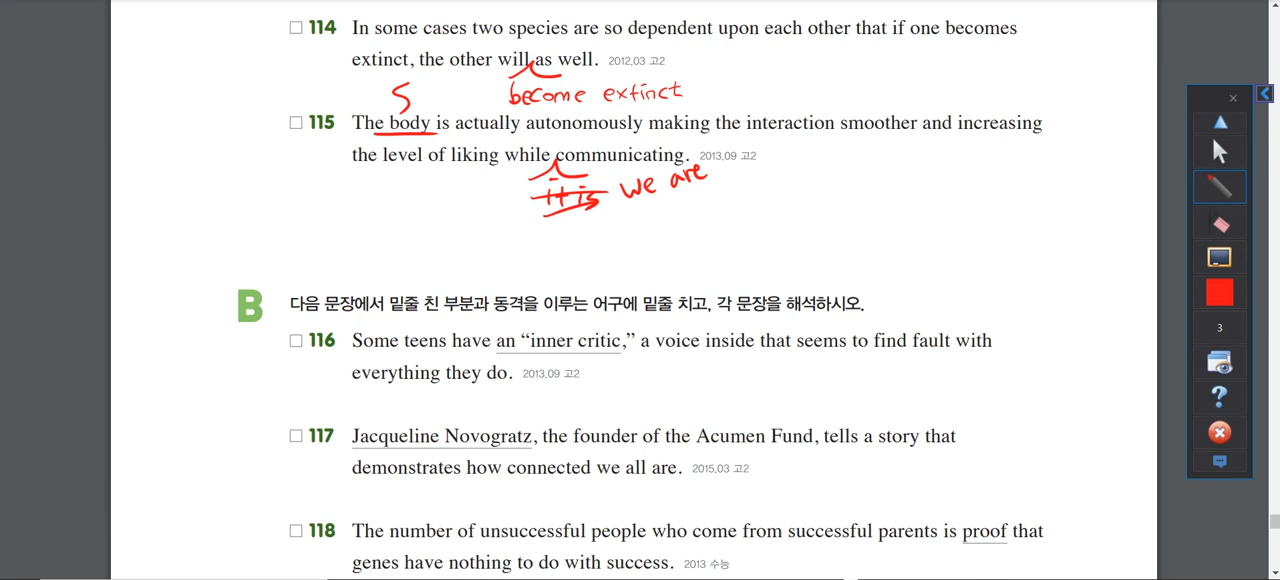 114 In some cases two species are so dependent upon each other that if one becomes
extinct, the other will as well. 2012.03 고2
S become extinct
115 The body is actually autonomously making the interaction smoother and increasing
the level of liking while communicating. 2013.09 고2
it is we are
B 다음 문장에서 밑줄 친 부분과 동격을 이루는 어구에 밑줄 치고, 각 문장을 해석하시오.
116 Some teens have an “inner critic,” a voice inside that seems to find fault with
everything they do. 2013.09 고2
117 Jacqueline Novogratz, the founder of the Acumen Fund, tells a story that
demonstrates how connected we all are. 2015.03 고2
118 The number of unsuccessful people who come from successful parents is proof that
genes have nothing to do with success. 2013 수능
3